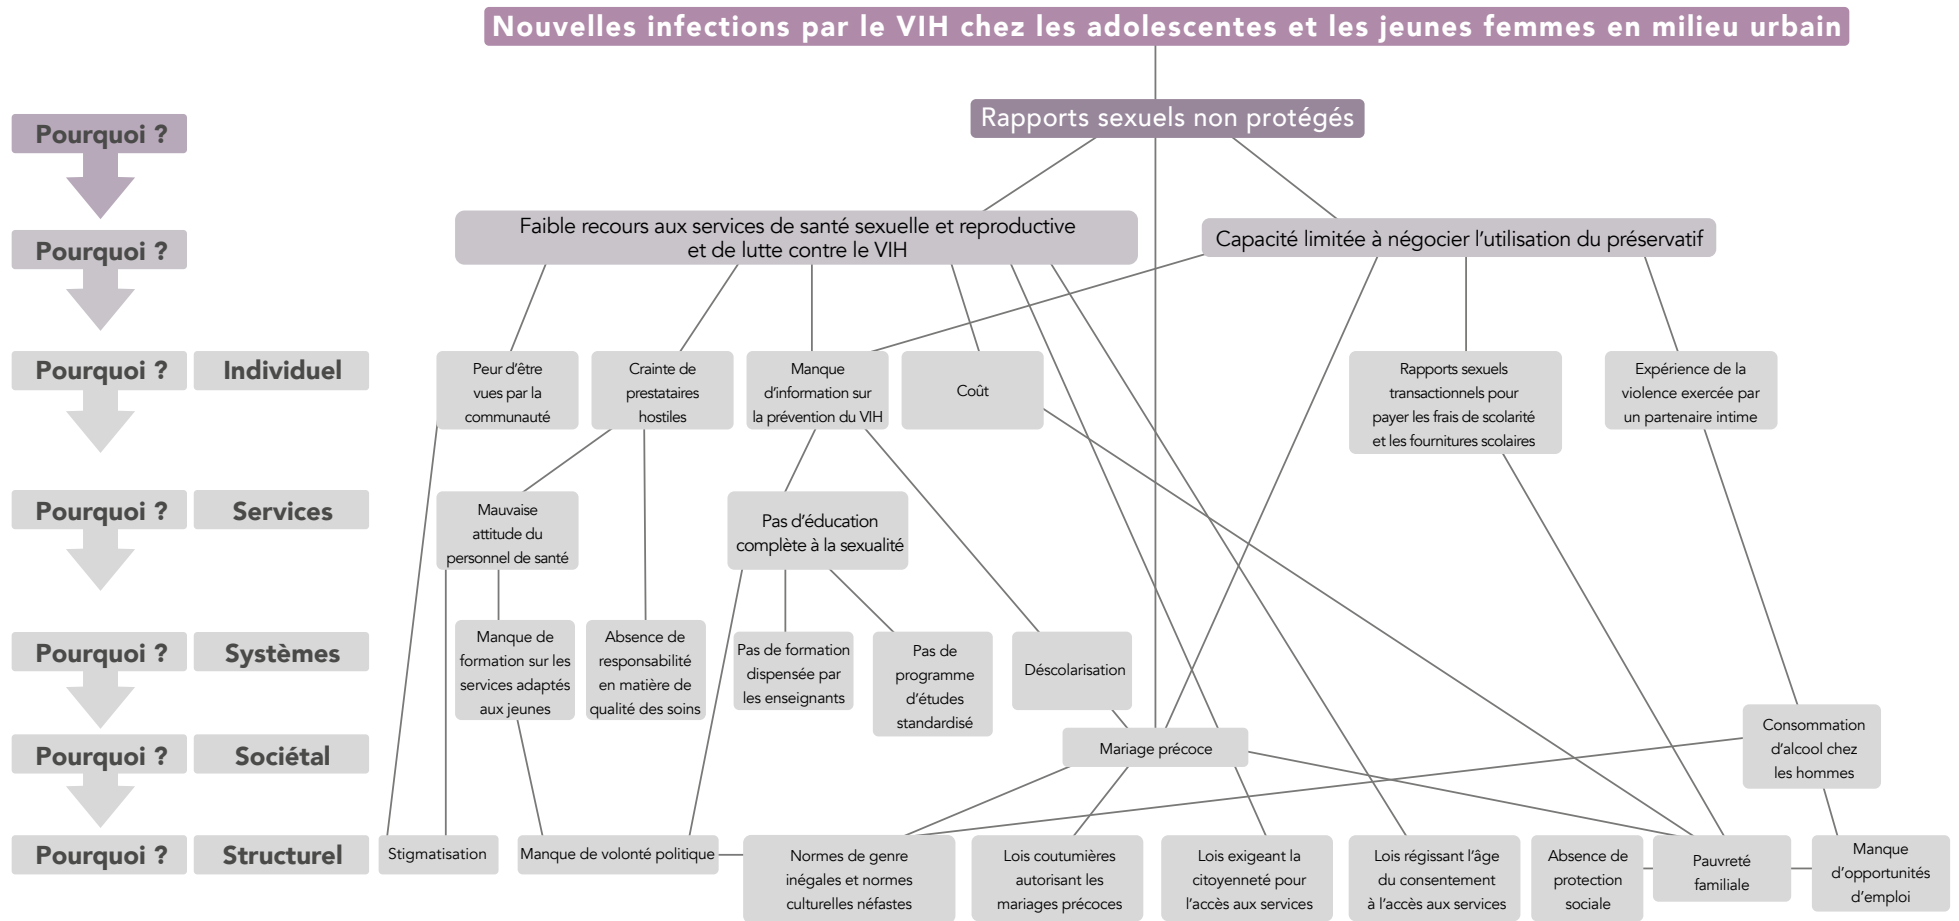 Nouvelles infections par le VIH chez les adolescentes et les jeunes femmes en milieu urbain
Pourquoi ?
Rapports sexuels non protégés
Pourquoi ?
Faible recours aux services de santé sexuelle et reproductive
et de lutte contre le VIH
Capacité limitée à négocier l'utilisation du préservatif
Pourquoi ?
Individuel
Peur d'être
vues par la
communauté
Crainte de
prestataires
hostiles
Manque
d'information sur
la prévention du VIH
Coût
Rapports sexuels
transactionnels pour
payer les frais de scolarité
et les fournitures scolaires
Expérience de la
violence exercée par
un partenaire intime
Pourquoi ?
Services
Mauvaise
attitude du
personnel de santé
Pas d'éducation
complète à la sexualité
Pourquoi ?
Systèmes
Manque de
formation sur les
services adaptés
aux jeunes
Absence de
responsabilité
en matière de
qualité des soins
Pas de formation
dispensée par
les enseignants
Pas de
programme
d'études
standardisé
Déscolarisation
Pourquoi ?
Sociétal
Mariage précoce
Consommation
d'alcool chez
les hommes
Pourquoi ?
Structurel
Stigmatisation
Manque de volonté politique
Normes de genre
inégales et normes
culturelles néfastes
Lois coutumières
autorisant les
mariages précoces
Lois exigeant la
citoyenneté pour
l'accès aux services
Lois régissant l'âge
du consentement
à l'accès aux services
Absence de
protection
sociale
Pauvreté
familiale
Manque
d'opportunités
d'emploi